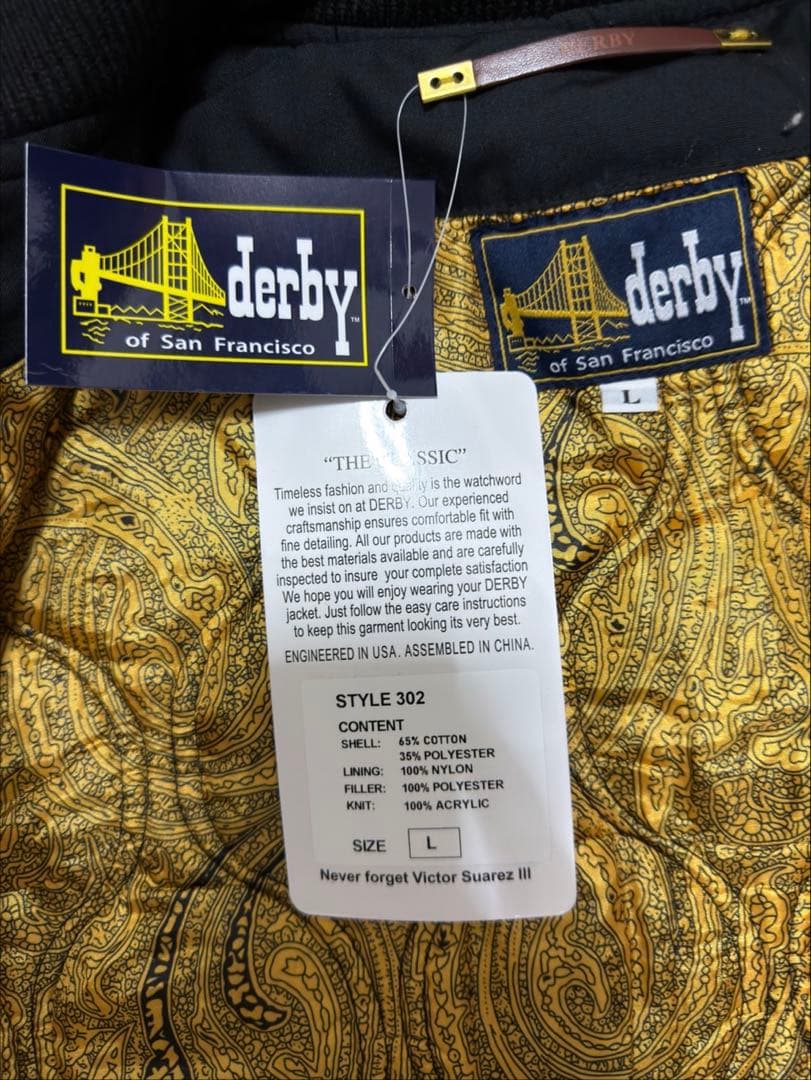 DERBY
derby™
of San Francisco
derby™
of San Francisco
L
"THE CLASSIC"
Timeless fashion and quality is the watchword
we insist on at DERBY. Our experienced
craftsmanship ensures comfortable fit with
fine detailing. All our products are made with
the best materials available and are carefully
inspected to insure your complete satisfaction
We hope you will enjoy wearing your DERBY
jacket. Just follow the easy care instructions
to keep this garment looking its very best.
ENGINEERED IN USA. ASSEMBLED IN CHINA.
STYLE 302
CONTENT
SHELL: 65% COTTON
35% POLYESTER
LINING: 100% NYLON
FILLER: 100% POLYESTER
KNIT: 100% ACRYLIC
SIZE L
Never forget Victor Suarez III